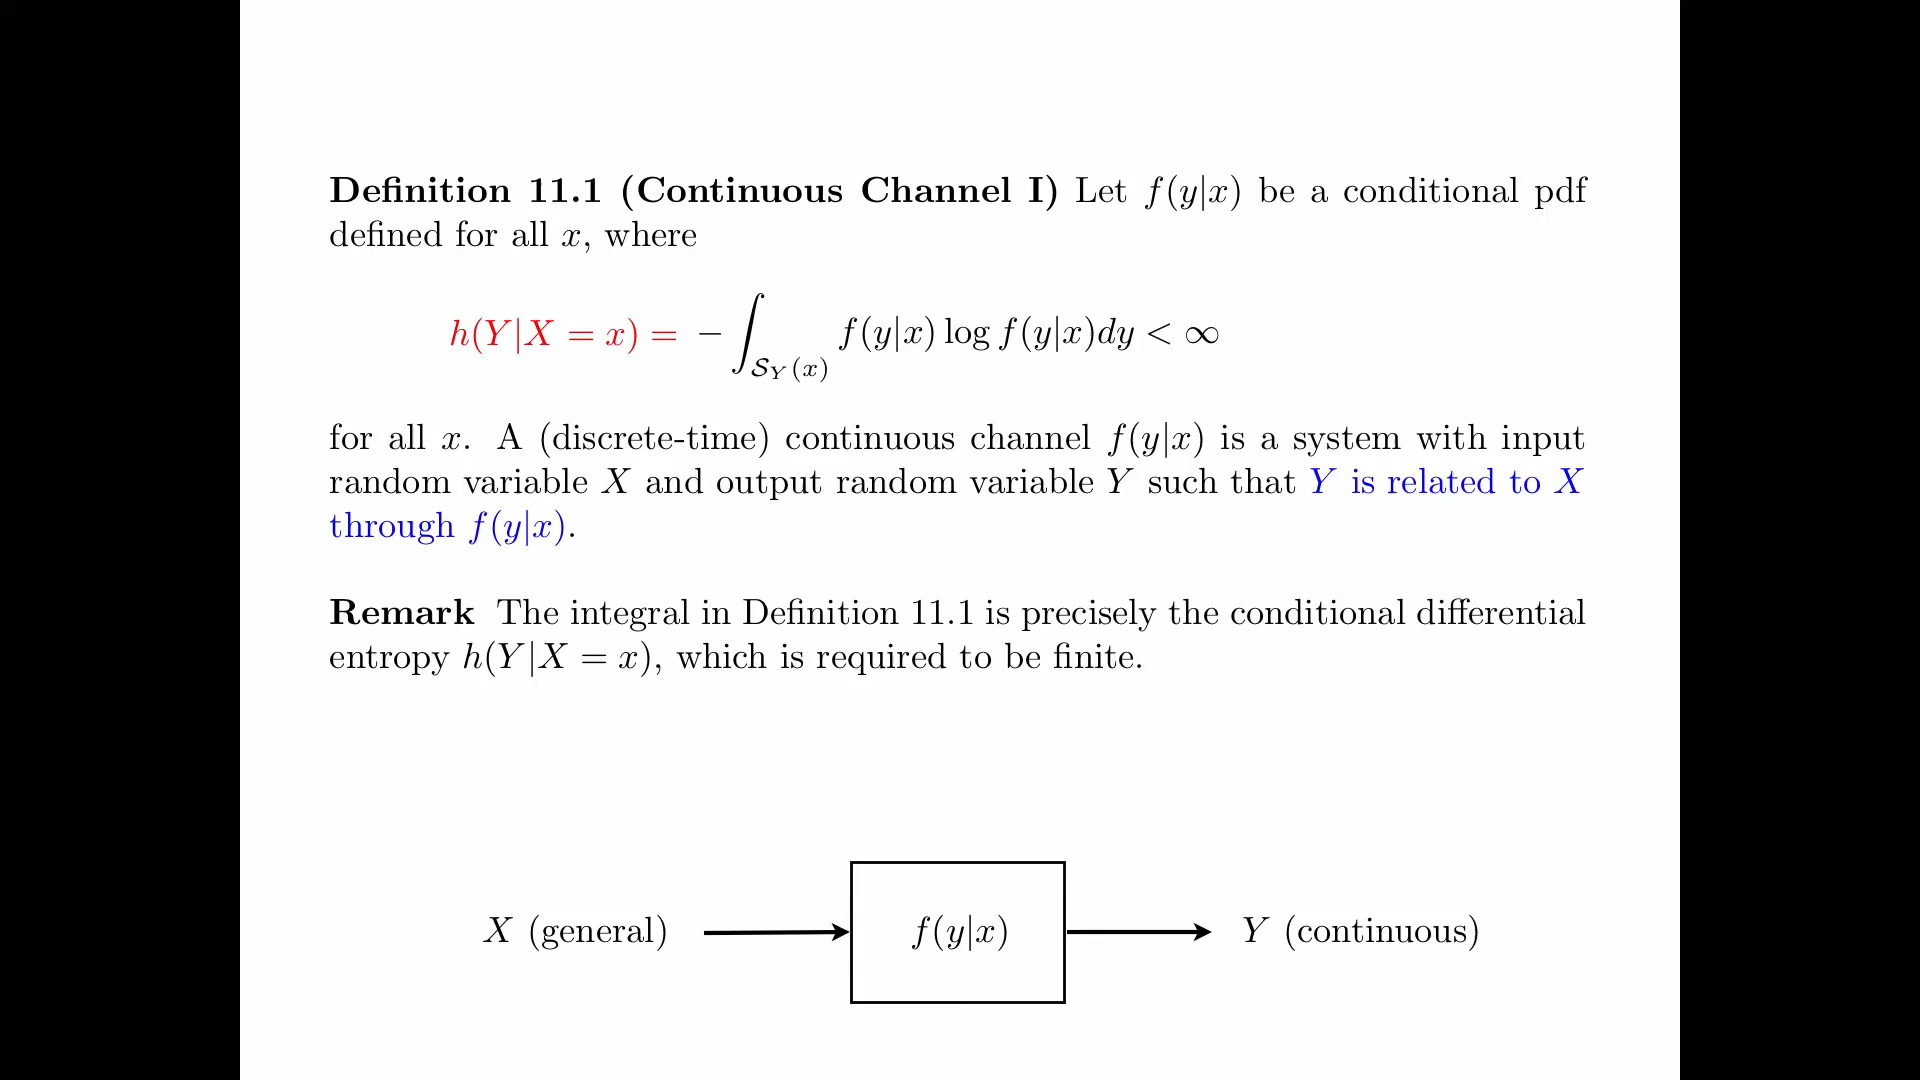 Definition 11.1 (Continuous Channel I) Let f(y|x) be a conditional pdf
defined for all x, where
h(Y|X = x) = −∫_{𝒮_Y(x)} f(y|x) log f(y|x)dy < ∞
for all x. A (discrete-time) continuous channel f(y|x) is a system with input
random variable X and output random variable Y such that Y is related to X
through f(y|x).
Remark The integral in Definition 11.1 is precisely the conditional differential
entropy h(Y|X = x), which is required to be finite.
X (general) f(y|x) Y (continuous)